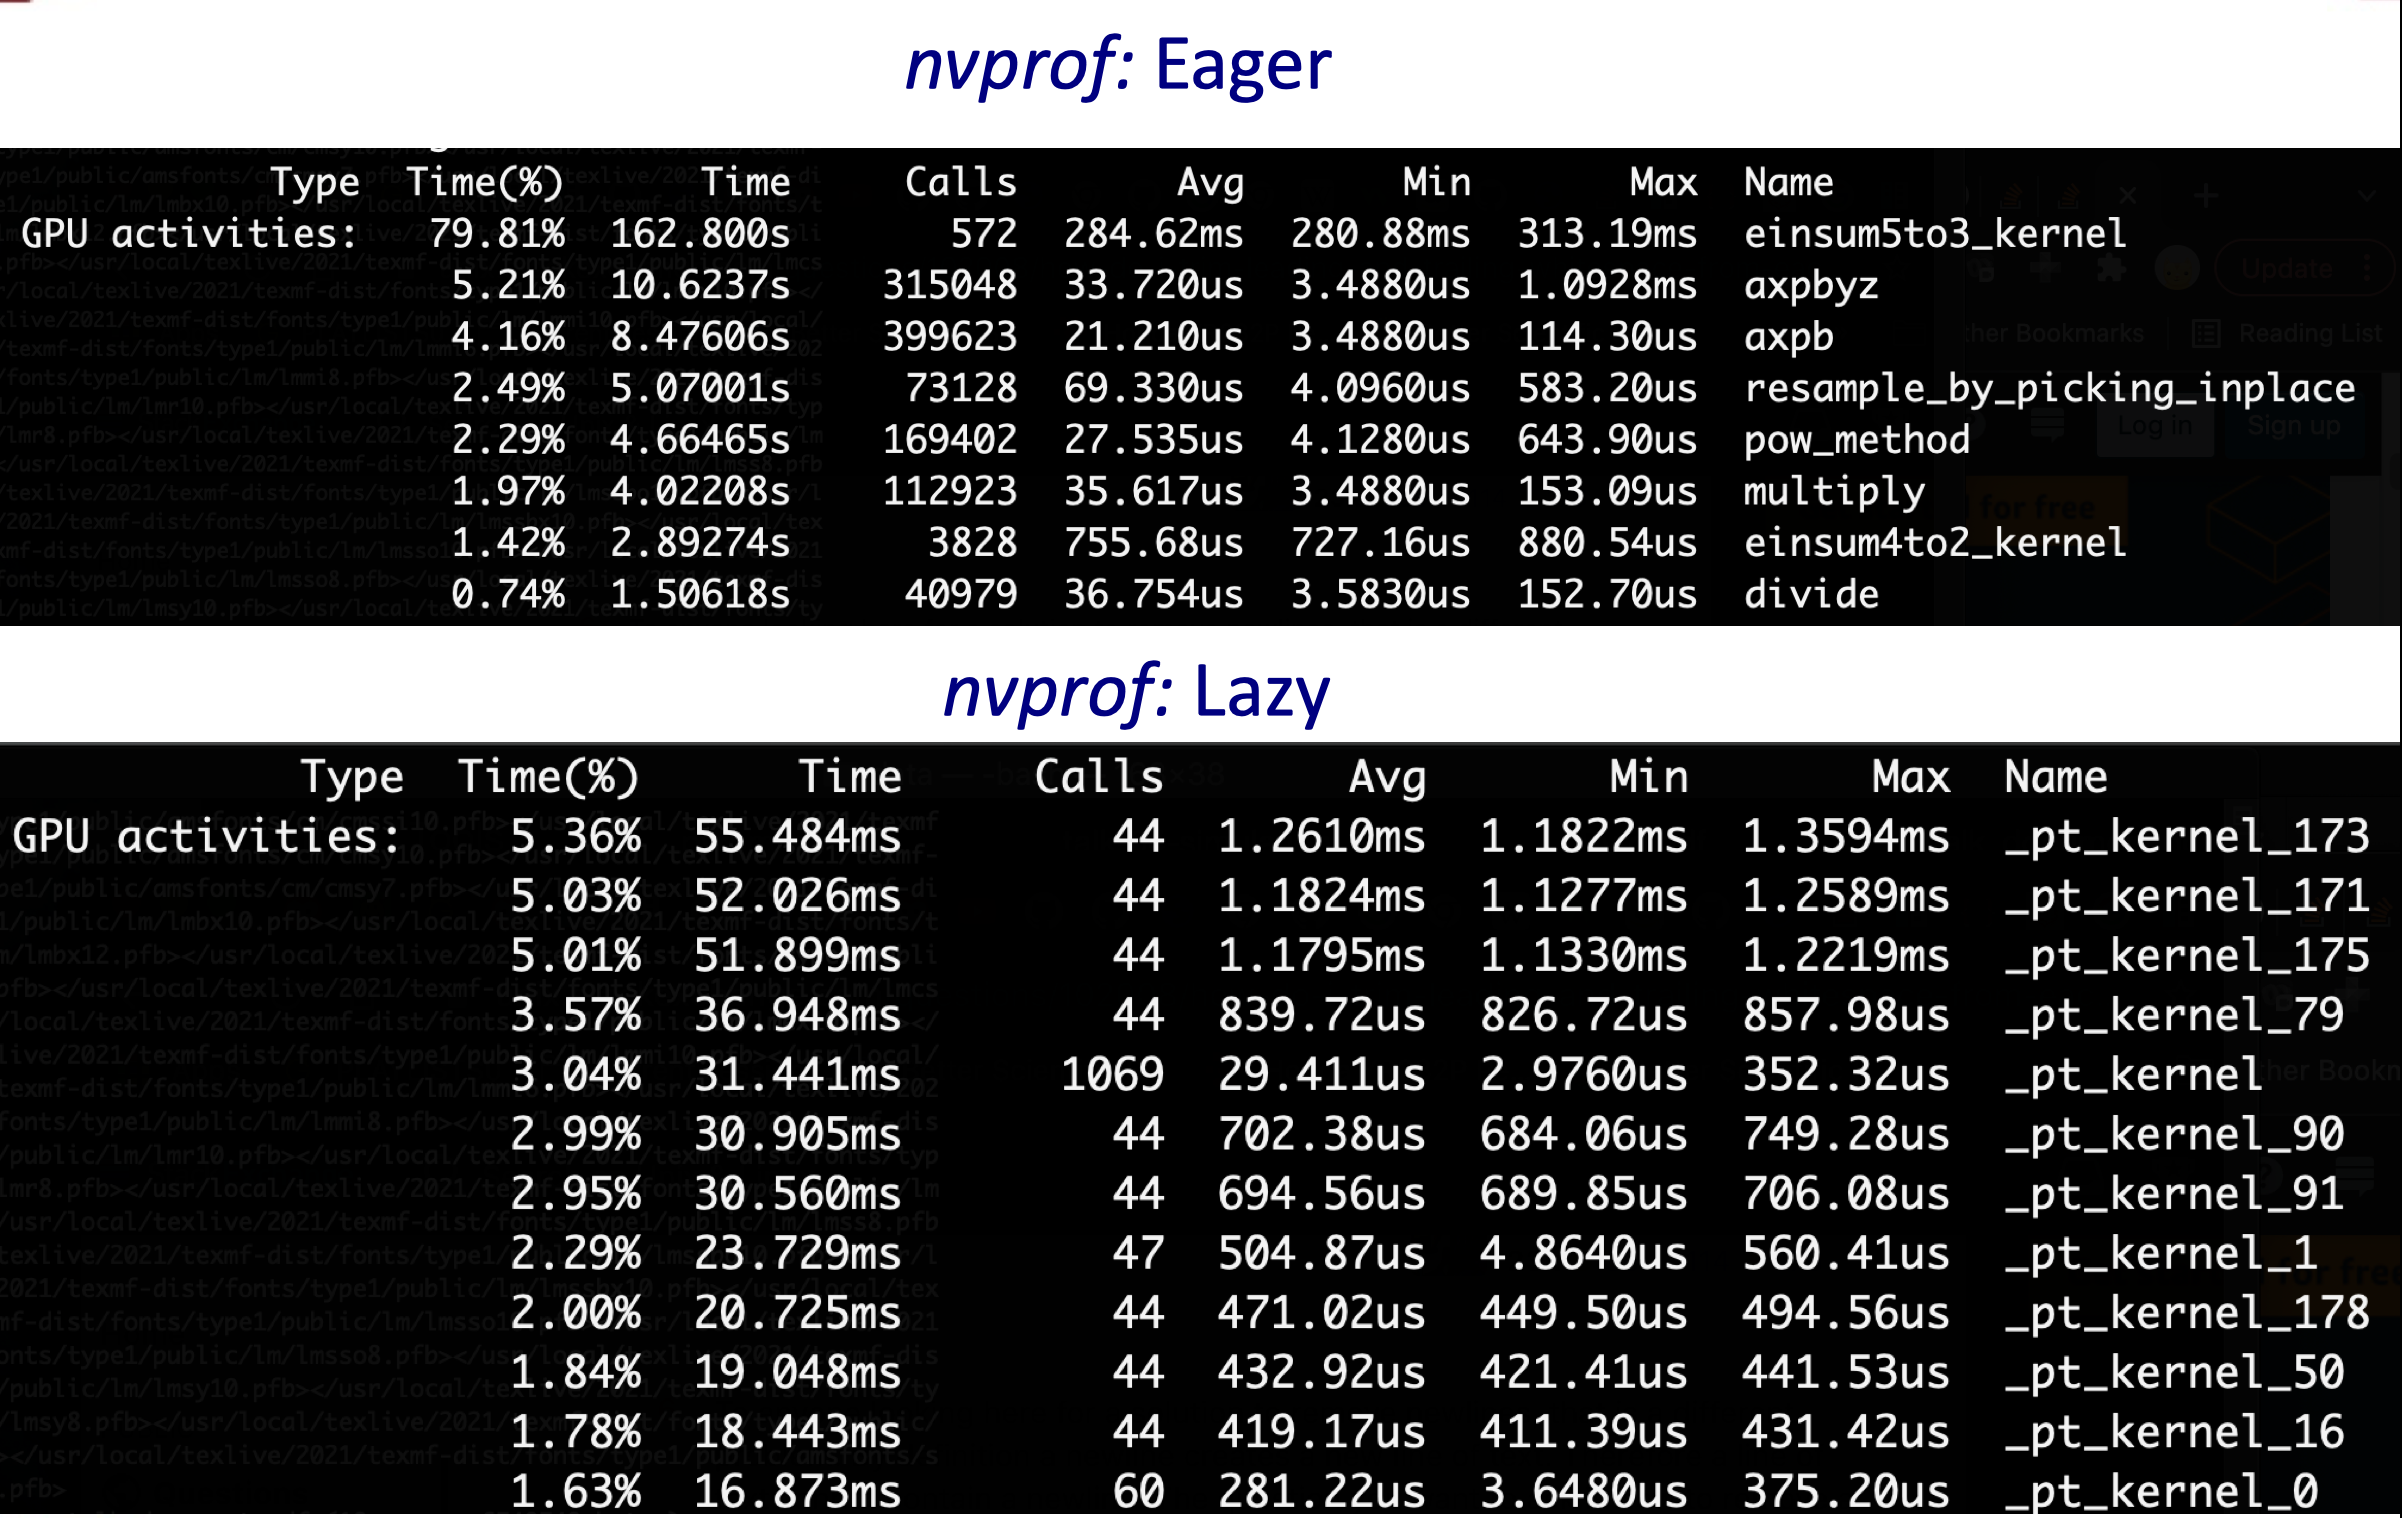 nvprof: Eager
Type Time(%) Time Calls Avg Min Max Name
GPU activities: 79.81% 162.800s 572 284.62ms 280.88ms 313.19ms einsum5to3_kernel
5.21% 10.6237s 315048 33.720us 3.4880us 1.0928ms axpbyz
4.16% 8.47606s 399623 21.210us 3.4880us 114.30us axpb
2.49% 5.07001s 73128 69.330us 4.0960us 583.20us resample_by_picking_inplace
2.29% 4.66465s 169402 27.535us 4.1280us 643.90us pow_method
1.97% 4.02208s 112923 35.617us 3.4880us 153.09us multiply
1.42% 2.89274s 3828 755.68us 727.16us 880.54us einsum4to2_kernel
0.74% 1.50618s 40979 36.754us 3.5830us 152.70us divide
nvprof: Lazy
Type Time(%) Time Calls Avg Min Max Name
GPU activities: 5.36% 55.484ms 44 1.2610ms 1.1822ms 1.3594ms _pt_kernel_173
5.03% 52.026ms 44 1.1824ms 1.1277ms 1.2589ms _pt_kernel_171
5.01% 51.899ms 44 1.1795ms 1.1330ms 1.2219ms _pt_kernel_175
3.57% 36.948ms 44 839.72us 826.72us 857.98us _pt_kernel_79
3.04% 31.441ms 1069 29.411us 2.9760us 352.32us _pt_kernel
2.99% 30.905ms 44 702.38us 684.06us 749.28us _pt_kernel_90
2.95% 30.560ms 44 694.56us 689.85us 706.08us _pt_kernel_91
2.29% 23.729ms 47 504.87us 4.8640us 560.41us _pt_kernel_1
2.00% 20.725ms 44 471.02us 449.50us 494.56us _pt_kernel_178
1.84% 19.048ms 44 432.92us 421.41us 441.53us _pt_kernel_50
1.78% 18.443ms 44 419.17us 411.39us 431.42us _pt_kernel_16
1.63% 16.873ms 60 281.22us 3.6480us 375.20us _pt_kernel_0